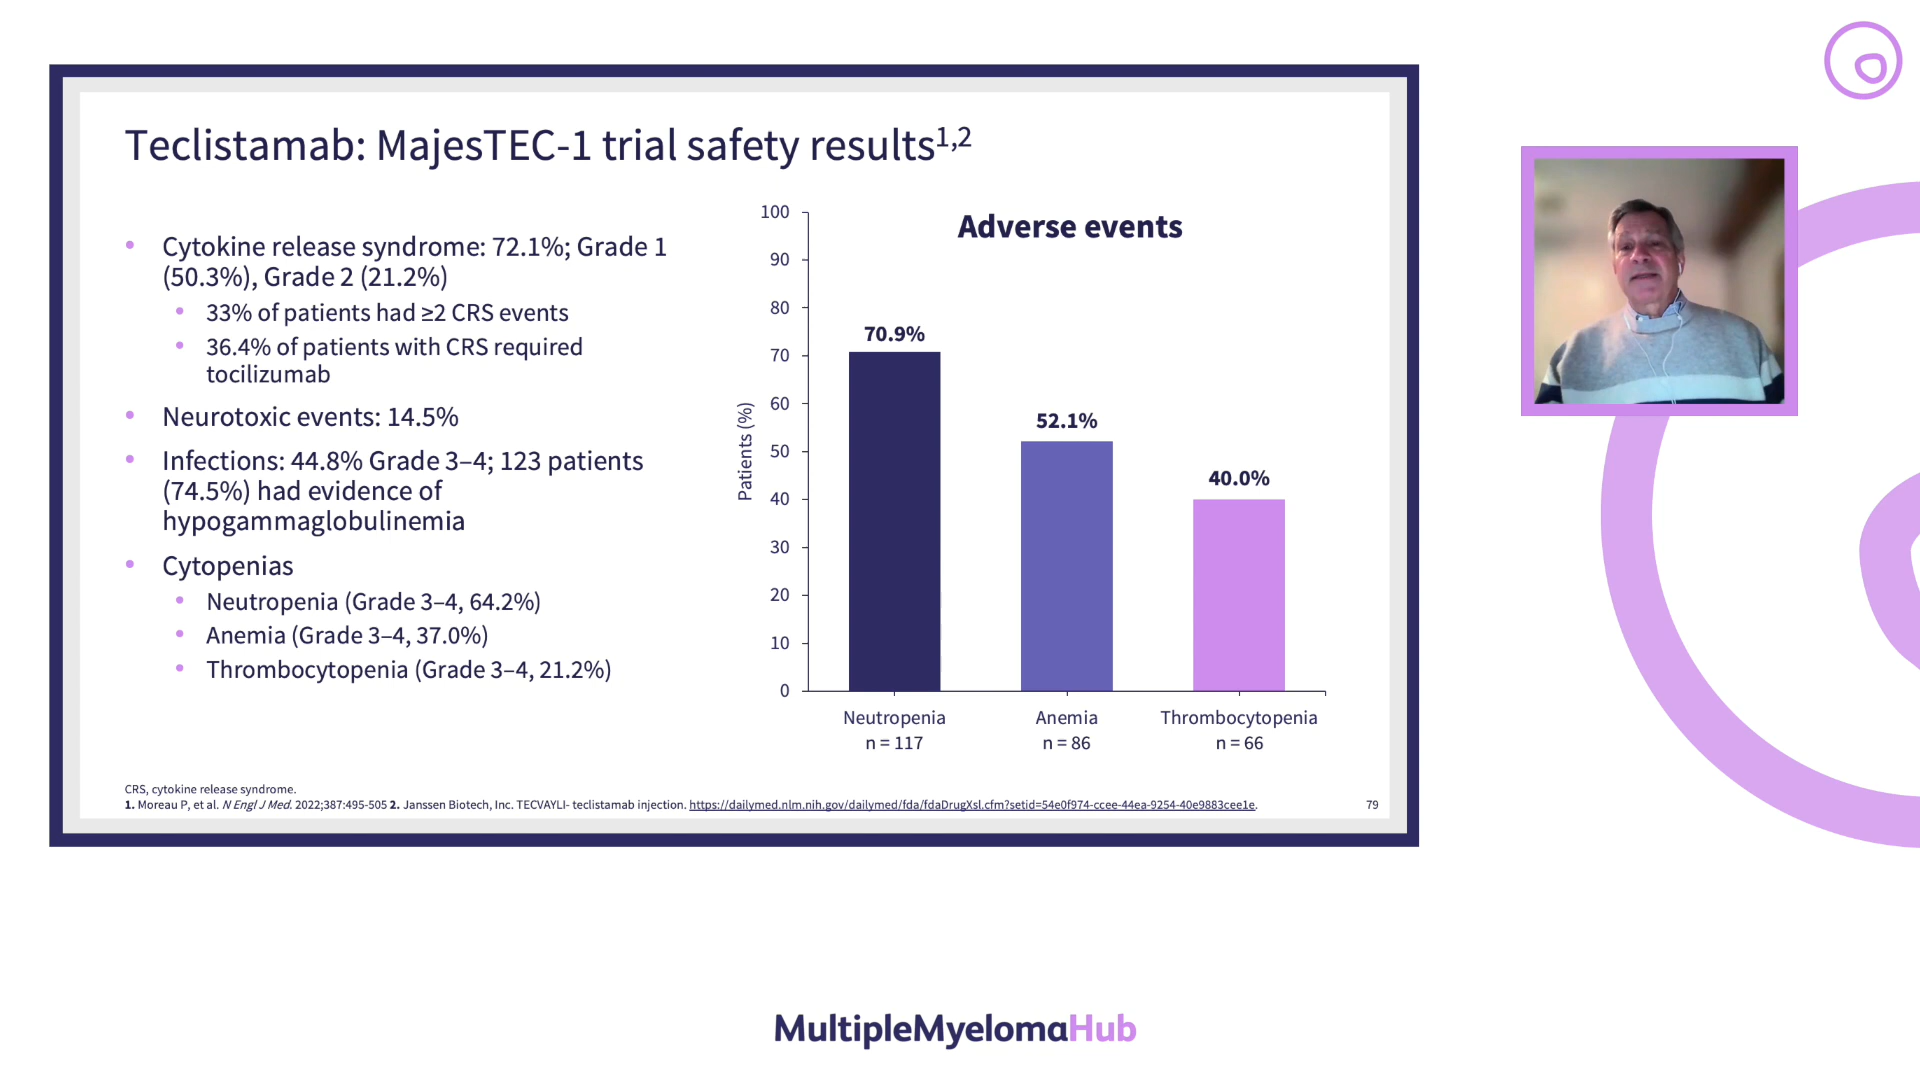 Teclistamab: MajesTEC-1 trial safety results1,2
• Cytokine release syndrome: 72.1%; Grade 1
(50.3%), Grade 2 (21.2%)
• 33% of patients had ≥2 CRS events
• 36.4% of patients with CRS required
tocilizumab
• Neurotoxic events: 14.5%
• Infections: 44.8% Grade 3–4; 123 patients
(74.5%) had evidence of
hypogammaglobulinemia
• Cytopenias
• Neutropenia (Grade 3–4, 64.2%)
• Anemia (Grade 3–4, 37.0%)
• Thrombocytopenia (Grade 3–4, 21.2%)
Adverse events
Patients (%)
100
90
80
70
60
50
40
30
20
10
0
70.9%
52.1%
40.0%
Neutropenia Anemia Thrombocytopenia
n = 117 n = 86 n = 66
CRS, cytokine release syndrome.
1. Moreau P, et al. N Engl J Med. 2022;387:495-505 2. Janssen Biotech, Inc. TECVAYLI- teclistamab injection. https://dailymed.nlm.nih.gov/dailymed/fda/fdaDrugXsl.cfm?setid=54e0f974-ccee-44ea-9254-40e9883cee1e.
79
MultipleMyelomaHub